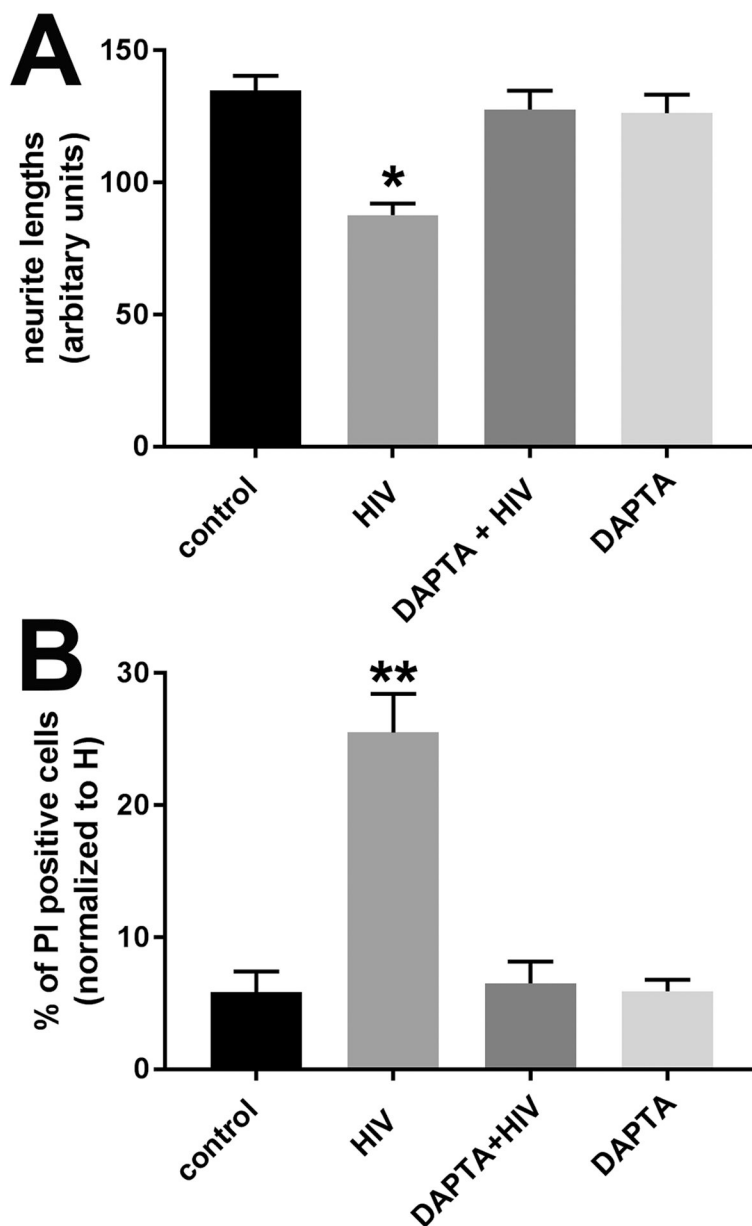 A
neurite lengths
(arbitary units)
150
100
50
0
*
control
HIV
DAPTA + HIV
DAPTA
B
% of PI positive cells
(normalized to H)
30
20
10
0
**
control
HIV
DAPTA+HIV
DAPTA